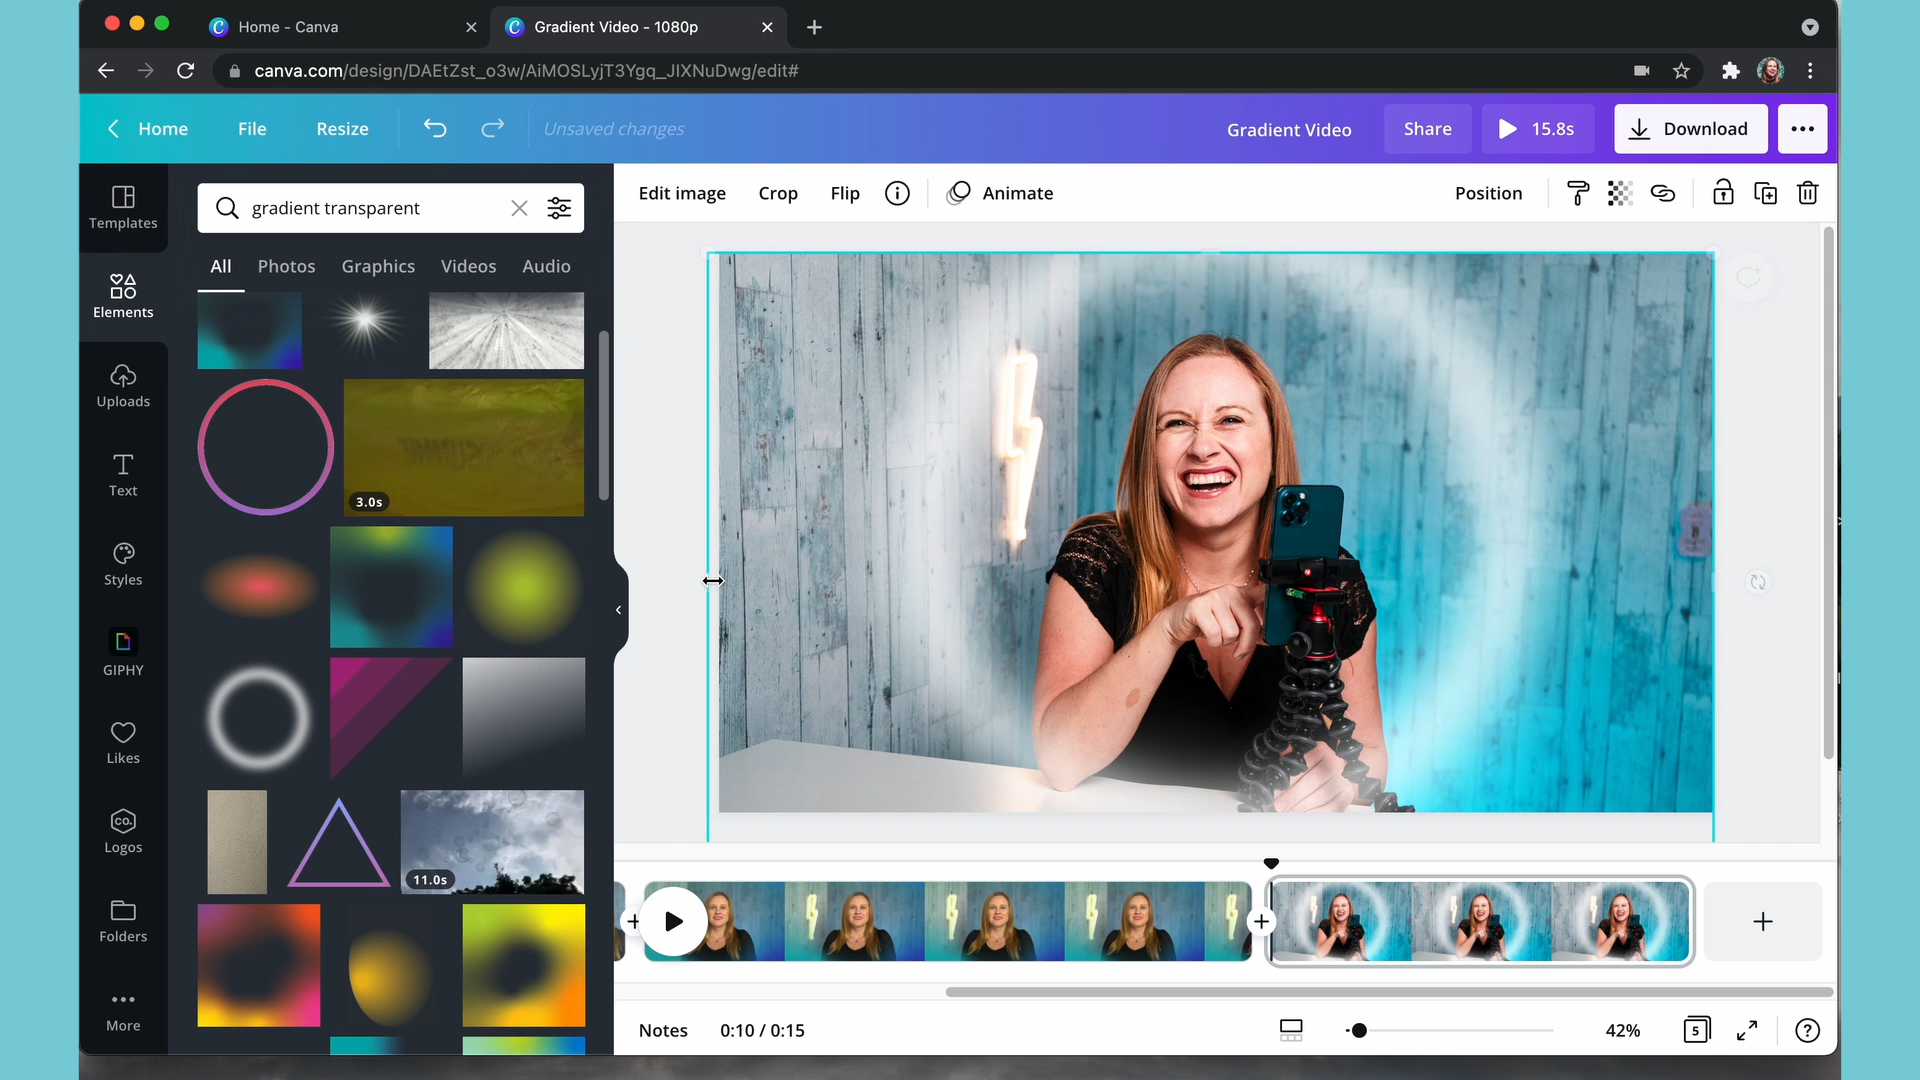 Home - Canva
Gradient Video - 1080p
canva.com/design/DAEtZst_o3w/AiMOSLyjT3Ygq_JIXNuDwg/edit#
Home
File
Resize
Unsaved changes
Gradient Video
Share
15.8s
Download
Templates
Elements
Uploads
Text
Styles
GIPHY
Likes
CO.
Logos
Folders
More
gradient transparent
All
Photos
Graphics
Videos
Audio
3.0s
11.0s
Edit image
Crop
Flip
Animate
Position
Notes
0:10 / 0:15
42%
5